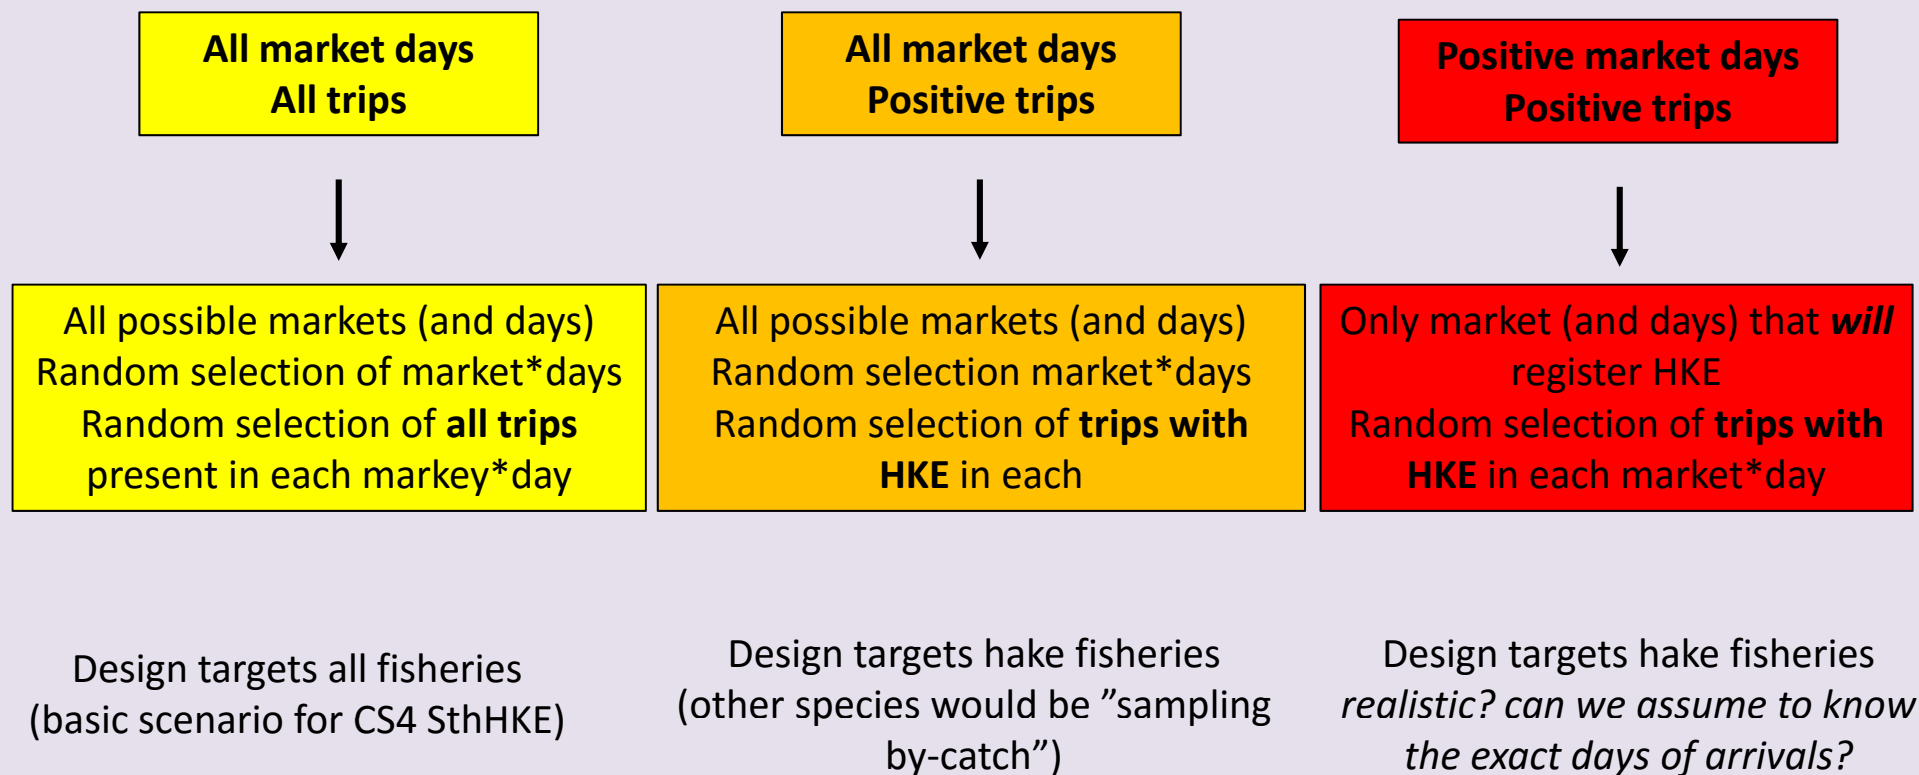 All market days
All trips
All market days
Positive trips
Positive market days
Positive trips
All possible markets (and days)
Random selection of market*days
Random selection of all trips
present in each markey*day
All possible markets (and days)
Random selection market*days
Random selection of trips with
HKE in each
Only market (and days) that will
register HKE
Random selection of trips with
HKE in each market*day
Design targets all fisheries
(basic scenario for CS4 SthHKE)
Design targets hake fisheries
(other species would be ”sampling
by-catch”)
Design targets hake fisheries
realistic? can we assume to know
the exact days of arrivals?